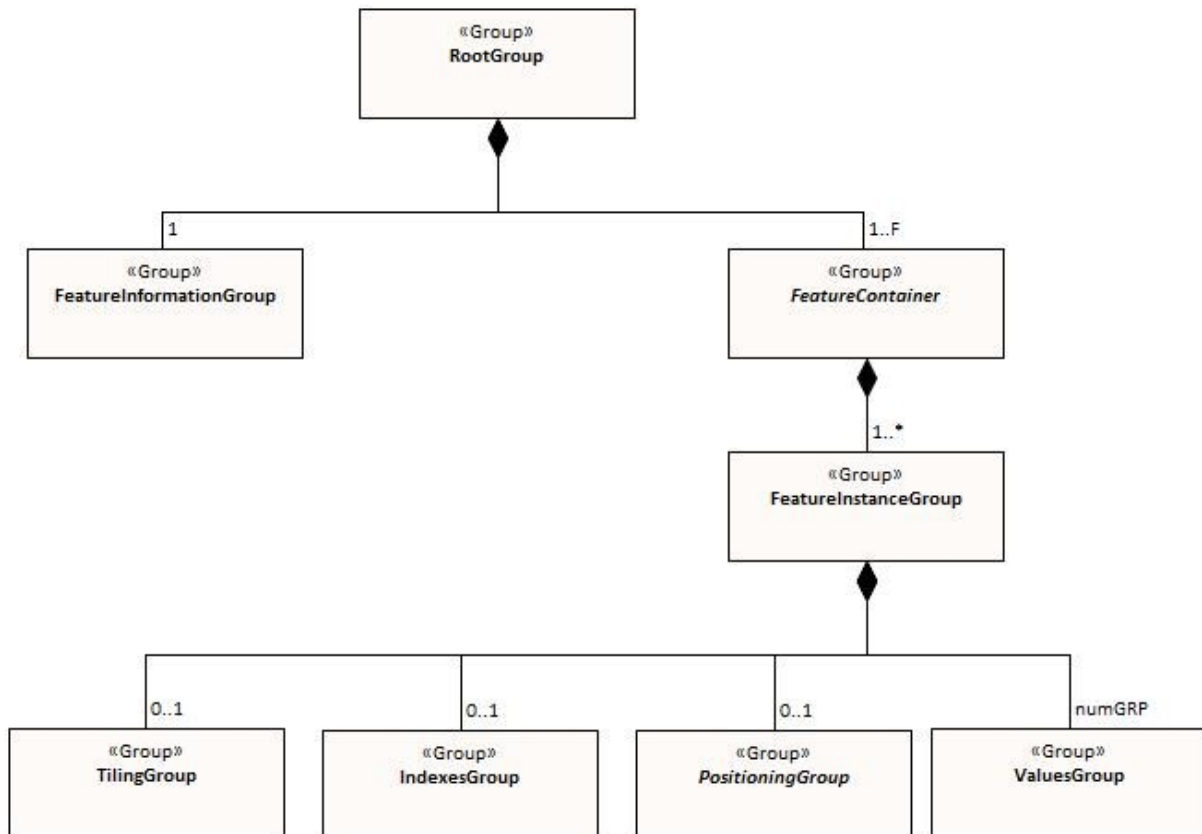 «Group»
RootGroup
1
1..F
«Group»
FeatureInformationGroup
«Group»
FeatureContainer
1..*
«Group»
FeatureInstanceGroup
0..1
0..1
0..1
numGRP
«Group»
TilingGroup
«Group»
IndexesGroup
«Group»
PositioningGroup
«Group»
ValuesGroup